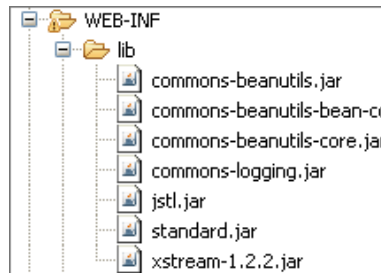 WEB-INF
lib
commons-beanutils.jar
commons-beanutils-bean-co
commons-beanutils-core.jar
commons-logging.jar
jstl.jar
standard.jar
xstream-1.2.2.jar